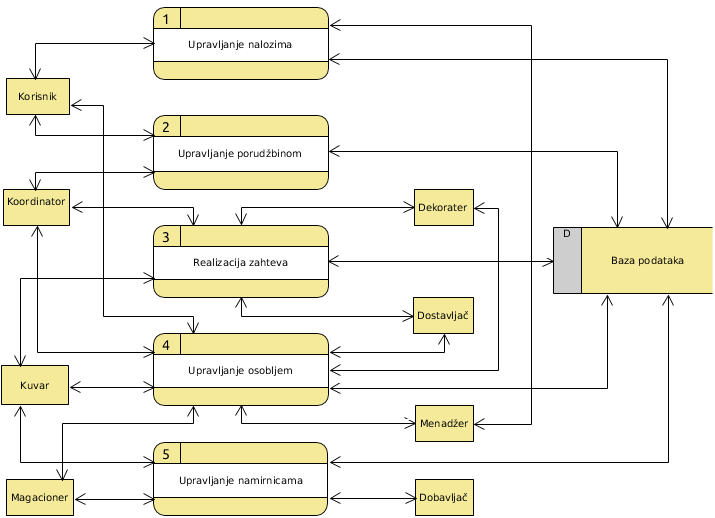 1
Upravljanje nalozima
Korisnik
2
Upravljanje porudžbinom
Koordinator
Dekorater
3
Realizacija zahteva
D
Baza podataka
Dostavljač
4
Upravljanje osobljem
Kuvar
Menadžer
5
Upravljanje namirnicama
Magacioner
Dobavljač